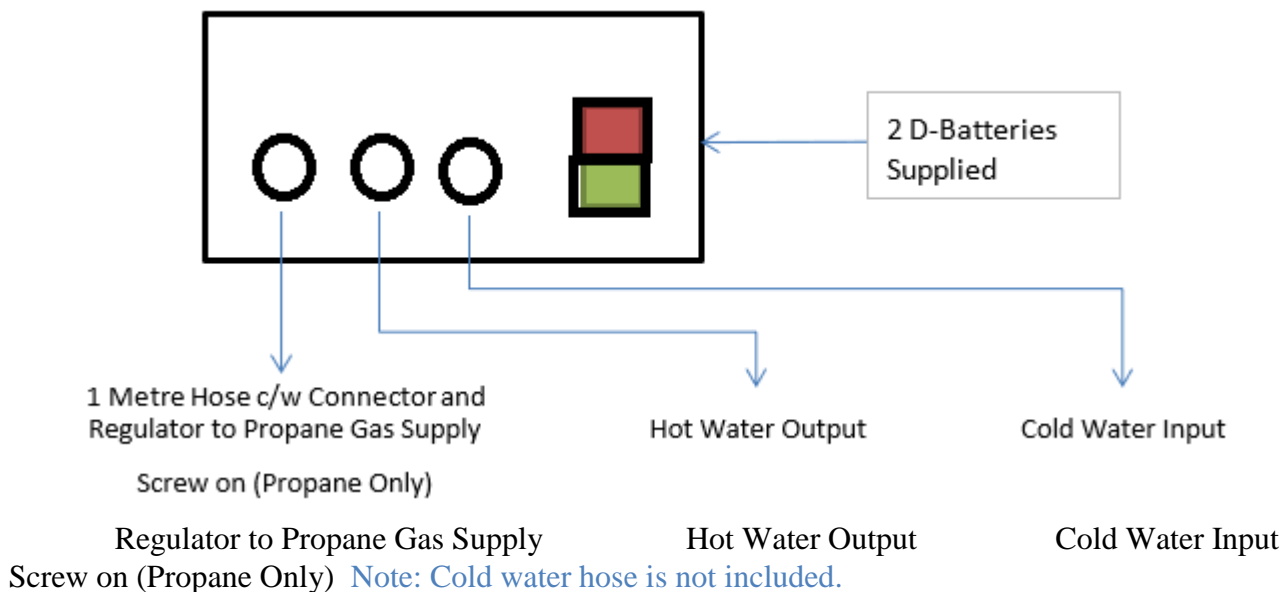 2 D-Batteries
Supplied
1 Metre Hose c/w Connector and
Regulator to Propane Gas Supply
Screw on (Propane Only)
Hot Water Output
Cold Water Input
Regulator to Propane Gas Supply Hot Water Output Cold Water Input
Screw on (Propane Only) Note: Cold water hose is not included.